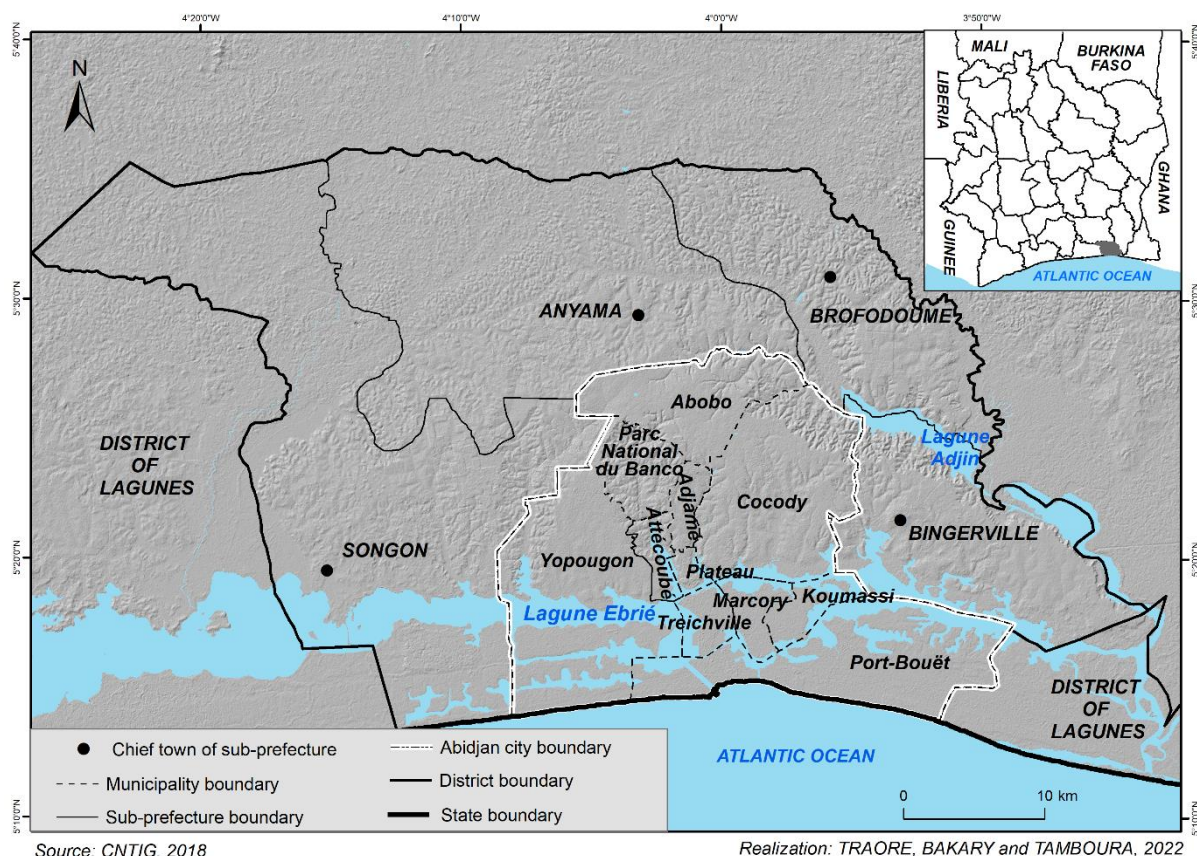 4°20'0"W
4°10'0"W
4°00'0"W
3°50'0"W
5°40'0"N
N
MALI
BURKINA
FASO
LIBERIA
GHANA
GUINEE
ATLANTIC OCEAN
5°30'0"N
ANYAMA
BROFODOUME
Abobo
DISTRICT
OF
LAGUNES
Parc
National
du Banco
Lagune
Adjin
Adjamé
Cocody
Attécoube
BINGERVILLE
SONGON
Yopougon
5°20'0"N
Plateau
Koumassi
Marcory
Lagune Ebrié
Treichville
Port-Bouët
DISTRICT
OF
LAGUNES
ATLANTIC OCEAN
Chief town of sub-prefecture
Abidjan city boundary
Municipality boundary
District boundary
Sub-prefecture boundary
State boundary
0 10 km
5°10'0"N
5°10'0"N
Source: CNTIG, 2018
Realization: TRAORE, BAKARY and TAMBOURA, 2022